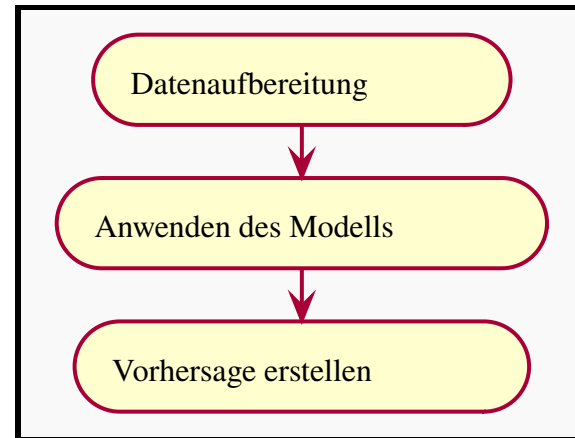 Datenaufbereitung
Anwenden des Modells
Vorhersage erstellen